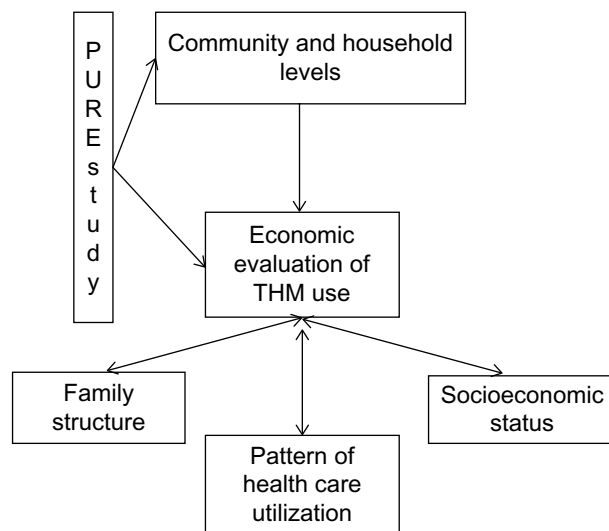 P
U
R
E
s
t
u
d
y
Community and household
levels
Economic
evaluation of
THM use
Family
structure
Socioeconomic
status
Pattern of
health care
utilization